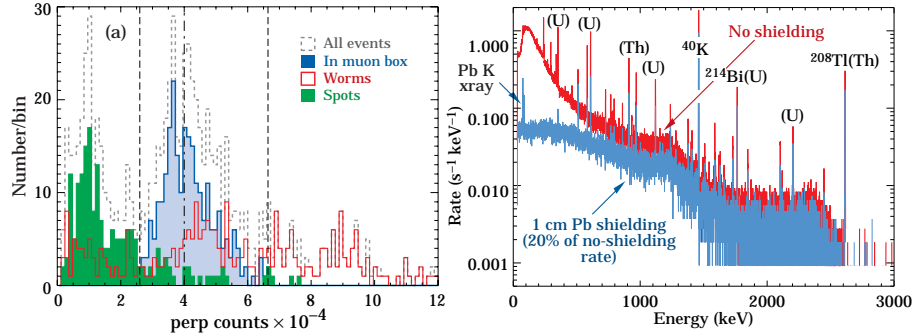 (a)
All events
In muon box
Worms
Spots
Number/bin
30
20
10
0
0 2 4 6 8 10 12
perp counts × 10⁻⁴
(U)
(U)
(Th)
(U)
⁴⁰K
No shielding
²¹⁴Bi(U)
²⁰⁸Tl(Th)
(U)
Pb K
xray
1 cm Pb shielding
(20% of no-shielding
rate)
Rate (s⁻¹ keV⁻¹)
1.000
0.100
0.010
0.001
0 1000 2000 3000
Energy (keV)